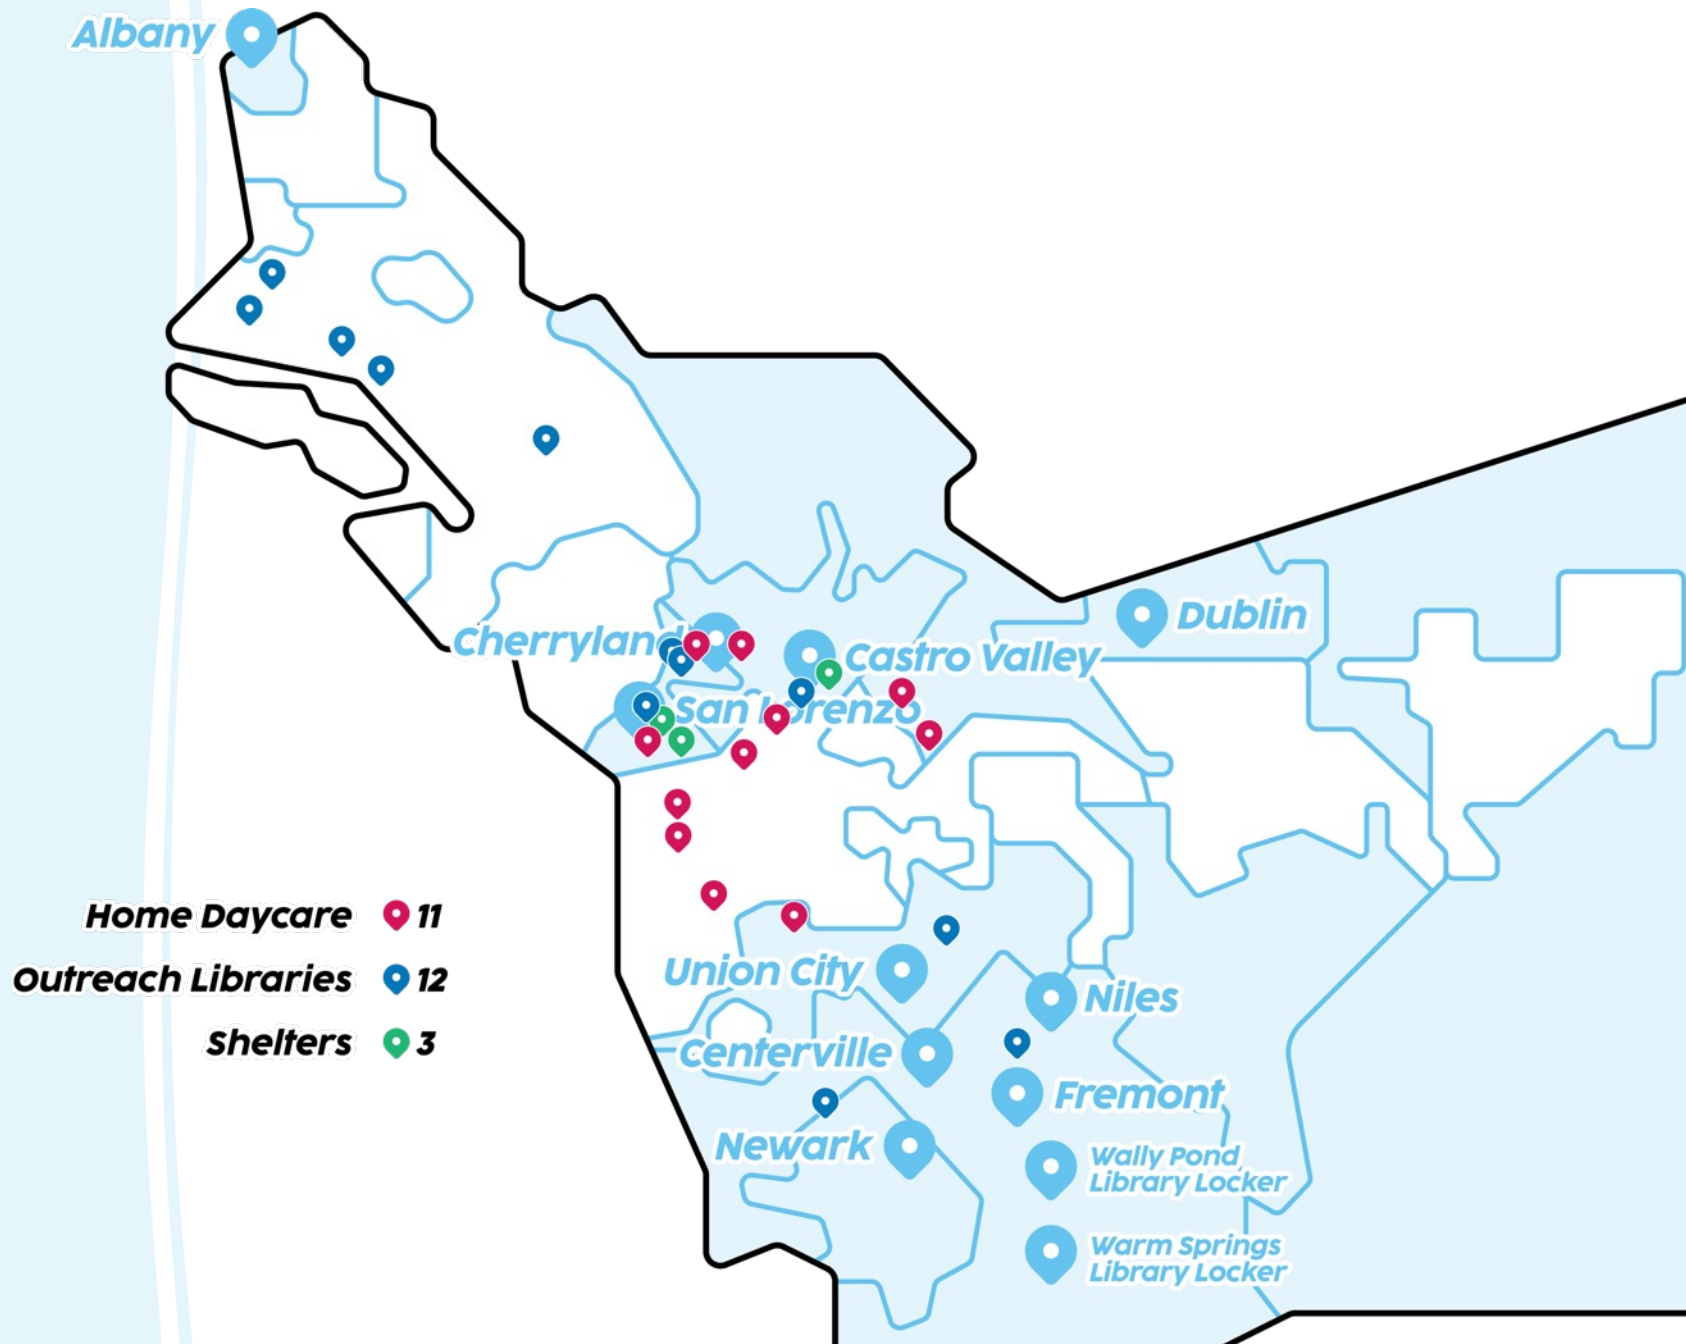 Albany
Dublin
Cherryland
Castro Valley
San Lorenzo
Home Daycare 11
Outreach Libraries 12
Shelters 3
Union City
Niles
Centerville
Fremont
Newark
Wally Pond
Library Locker
Warm Springs
Library Locker